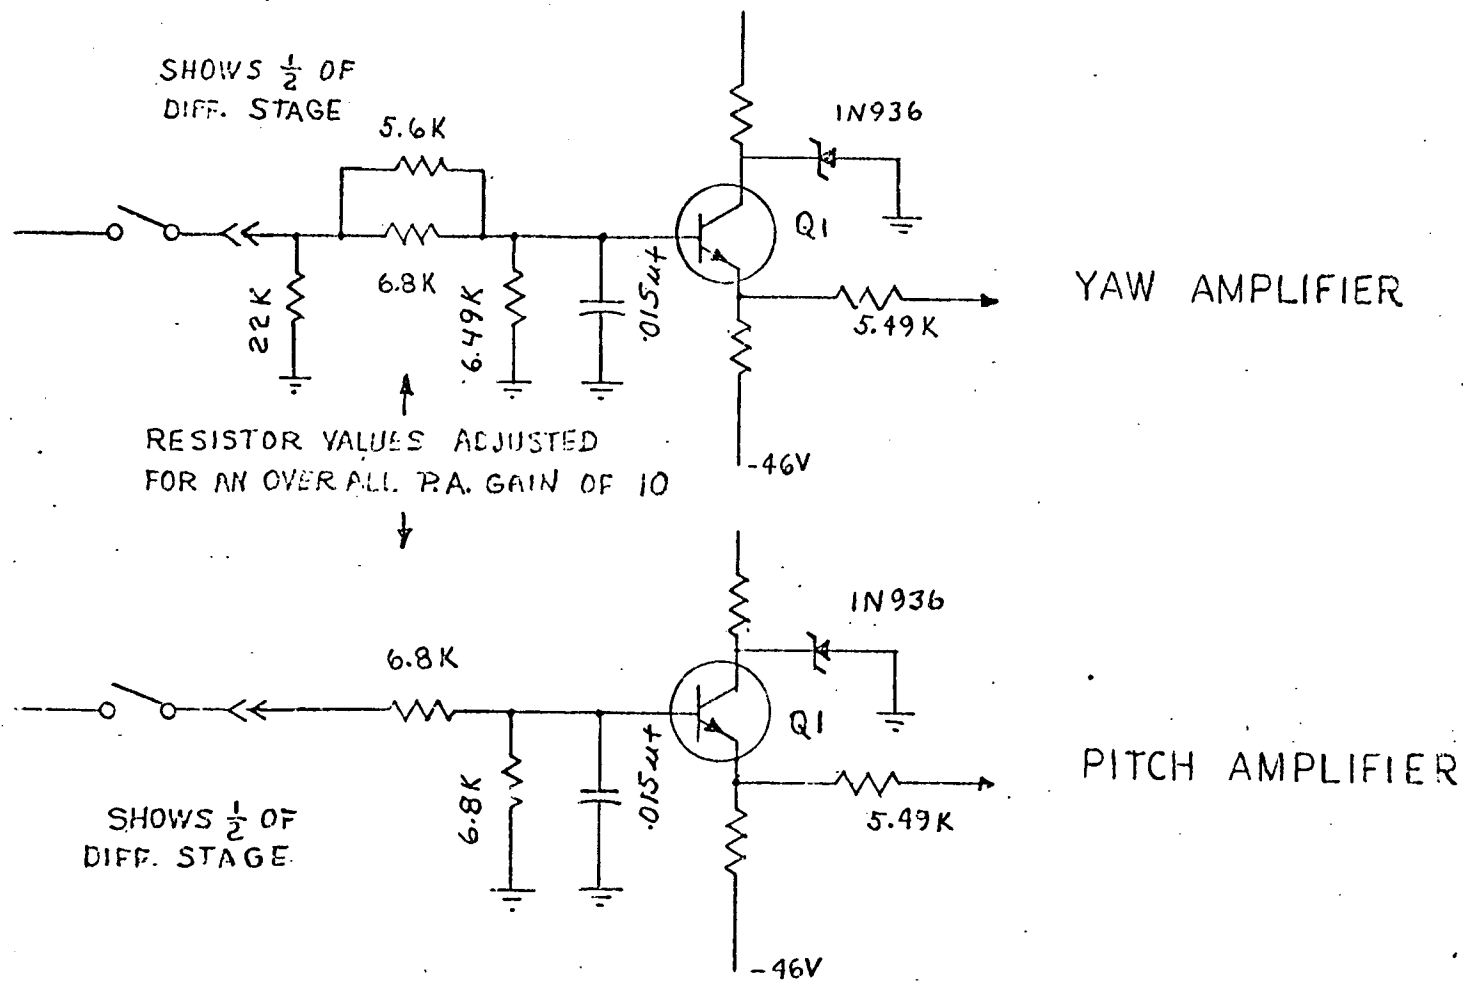 SHOWS 1/2 OF
DIFF. STAGE
5.6K
1N936
Q1
6.8K
22K
6.49K
.015uf
5.49K
YAW AMPLIFIER
RESISTOR VALUES ADJUSTED
FOR AN OVERALL P.A. GAIN OF 10
-46V
1N936
6.8K
Q1
6.8K
.015uf
5.49K
PITCH AMPLIFIER
SHOWS 1/2 OF
DIFF. STAGE
-46V